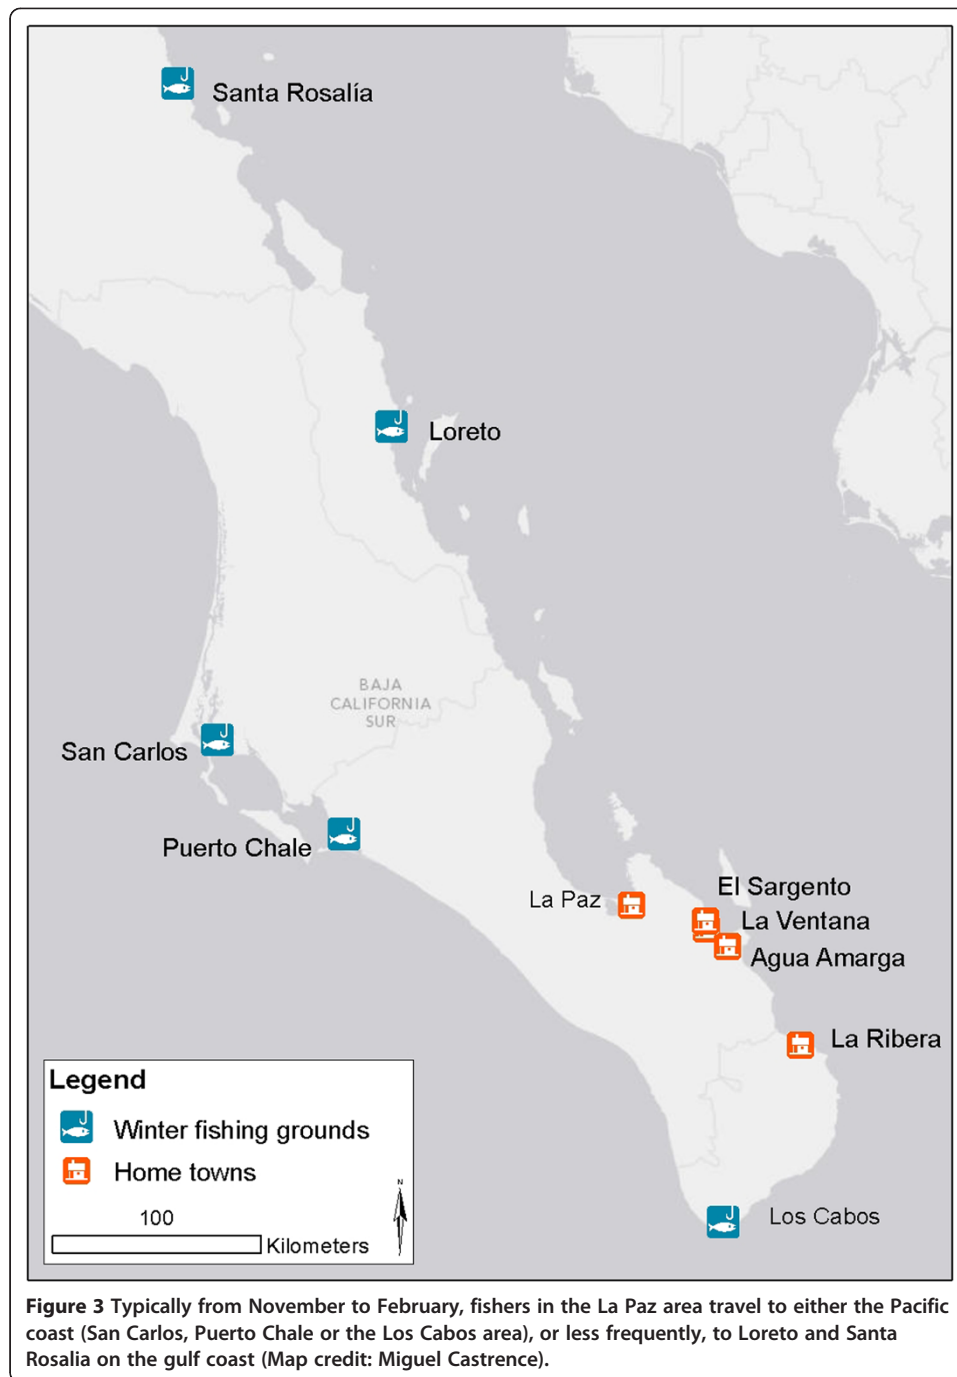 Santa Rosalía
Loreto
BAJA
CALIFORNIA
SUR
San Carlos
Puerto Chale
El Sargento
La Paz
La Ventana
Agua Amarga
La Ribera
Legend
Winter fishing grounds
Home towns
N
100
Kilometers
Los Cabos
Figure 3 Typically from November to February, fishers in the La Paz area travel to either the Pacific
coast (San Carlos, Puerto Chale or the Los Cabos area), or less frequently, to Loreto and Santa
Rosalia on the gulf coast (Map credit: Miguel Castrence).